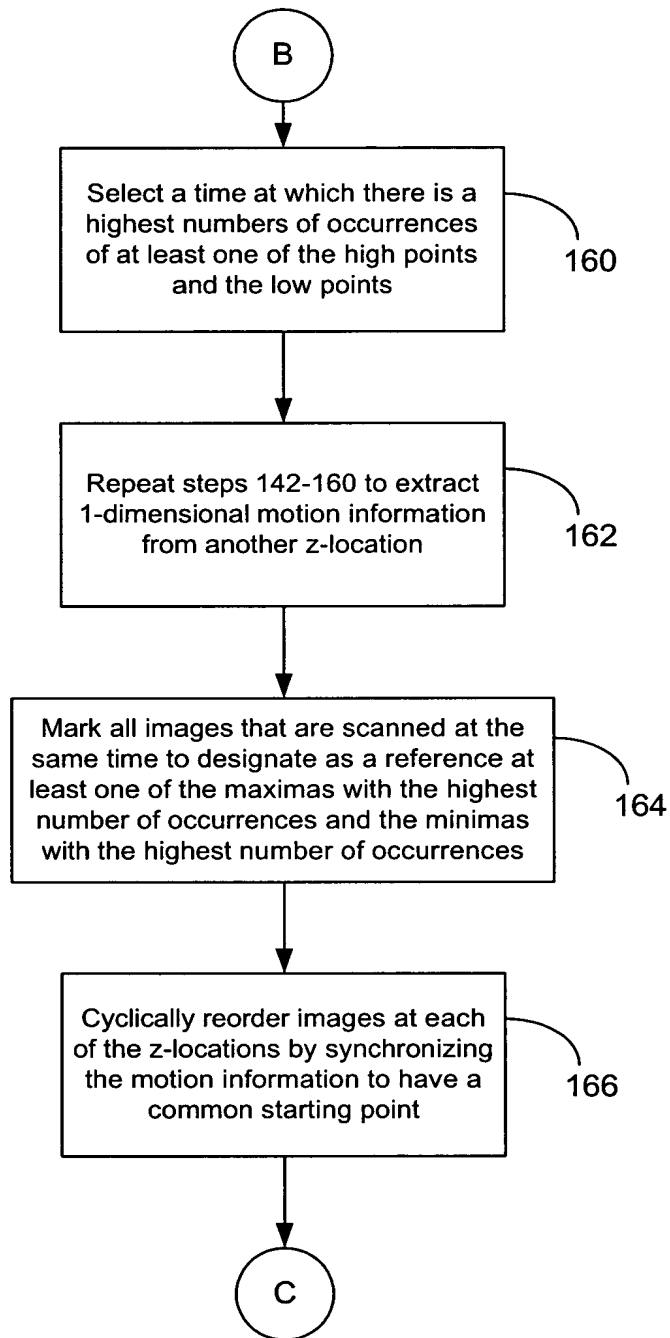 B
Select a time at which there is a
highest numbers of occurrences
of at least one of the high points
and the low points
160
Repeat steps 142-160 to extract
1-dimensional motion information
from another z-location
162
Mark all images that are scanned at the
same time to designate as a reference at
least one of the maximas with the highest
number of occurrences and the minimas
with the highest number of occurrences
164
Cyclically reorder images at each
of the z-locations by synchronizing
the motion information to have a
common starting point
166
C